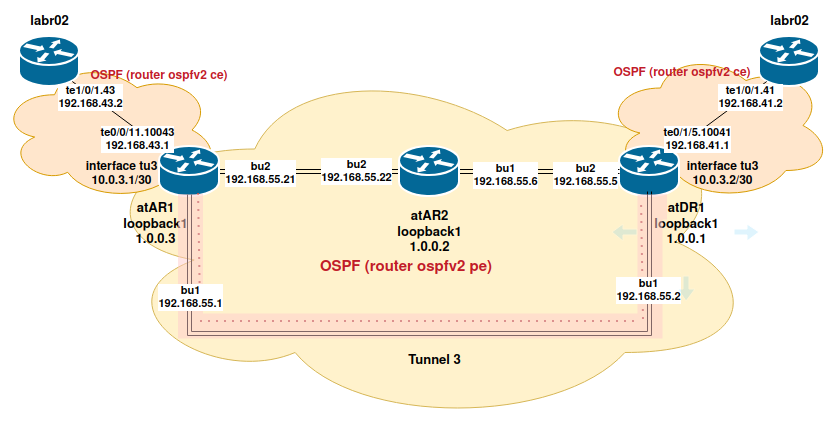 labr02
labr02
OSPF (router ospfv2 ce)
OSPF (router ospfv2 ce)
te1/0/1.43
192.168.43.2
te1/0/1.41
192.168.41.2
te0/0/11.10043
192.168.43.1
te0/1/5.10041
192.168.41.1
interface tu3
10.0.3.1/30
bu2
192.168.55.21
bu2
192.168.55.22
bu1
192.168.55.6
bu2
192.168.55.5
interface tu3
10.0.3.2/30
atAR1
loopback1
1.0.0.3
atAR2
loopback1
1.0.0.2
atDR1
loopback1
1.0.0.1
OSPF (router ospfv2 pe)
bu1
192.168.55.1
bu1
192.168.55.2
Tunnel 3